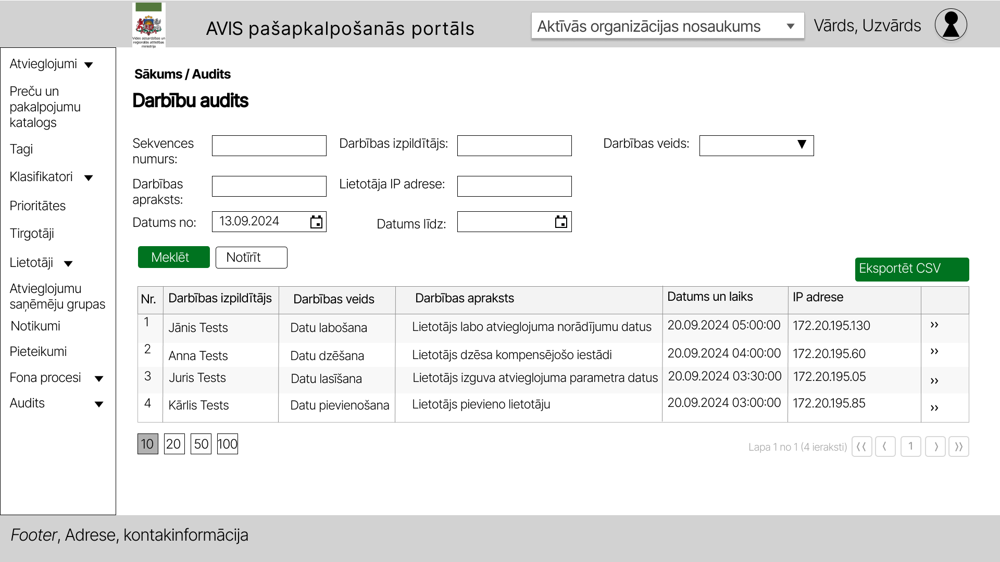 Vides aizsardzības un
reģionālās attīstības
ministrija
AVIS pašapkalpošanās portāls
Aktīvās organizācijas nosaukums
Vārds, Uzvārds
Atvieglojumi
Preču un
pakalpojumu
katalogs
Tagi
Klasifikatori
Prioritātes
Tirgotāji
Lietotāji
Atvieglojumu
saņēmēju grupas
Notikumi
Pieteikumi
Fona procesi
Audits
Sākums / Audits
Darbību audits
Sekvences
numurs:
Darbības izpildītājs:
Darbības veids:
Darbības
apraksts:
Lietotāja IP adrese:
Datums no: 13.09.2024
Datums līdz:
Meklēt Notīrīt
Eksportēt CSV
Nr. Darbības izpildītājs Darbības veids Darbības apraksts Datums un laiks IP adrese
1 Jānis Tests Datu labošana Lietotājs labo atvieglojuma norādījumu datus 20.09.2024 05:00:00 172.20.195.130 ››
2 Anna Tests Datu dzēšana Lietotājs dzēsa kompensējošo iestādi 20.09.2024 04:00:00 172.20.195.60 ››
3 Juris Tests Datu lasīšana Lietotājs izguva atvieglojuma parametra datus 20.09.2024 03:30:00 172.20.195.05 ››
4 Kārlis Tests Datu pievienošana Lietotājs pievieno lietotāju 20.09.2024 03:00:00 172.20.195.85 ››
10 20 50 100
Lapa 1 no 1 (4 ieraksti) ⟨⟨ ⟨ 1 ⟩ ⟩⟩
Footer, Adrese, kontakinformācija